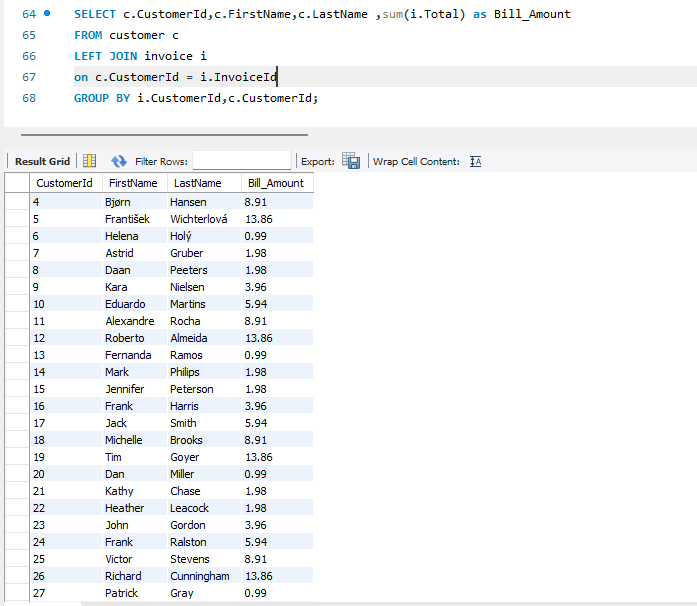 64 SELECT c.CustomerId,c.FirstName,c.LastName ,sum(i.Total) as Bill_Amount
65 FROM customer c
66 LEFT JOIN invoice i
67 on c.CustomerId = i.InvoiceId
68 GROUP BY i.CustomerId,c.CustomerId;
Result Grid Filter Rows: Export: Wrap Cell Content: IA
CustomerId FirstName LastName Bill_Amount
4 Bjørn Hansen 8.91
5 František Wichterlová 13.86
6 Helena Holý 0.99
7 Astrid Gruber 1.98
8 Daan Peeters 1.98
9 Kara Nielsen 3.96
10 Eduardo Martins 5.94
11 Alexandre Rocha 8.91
12 Roberto Almeida 13.86
13 Fernanda Ramos 0.99
14 Mark Philips 1.98
15 Jennifer Peterson 1.98
16 Frank Harris 3.96
17 Jack Smith 5.94
18 Michelle Brooks 8.91
19 Tim Goyer 13.86
20 Dan Miller 0.99
21 Kathy Chase 1.98
22 Heather Leacock 1.98
23 John Gordon 3.96
24 Frank Ralston 5.94
25 Victor Stevens 8.91
26 Richard Cunningham 13.86
27 Patrick Gray 0.99